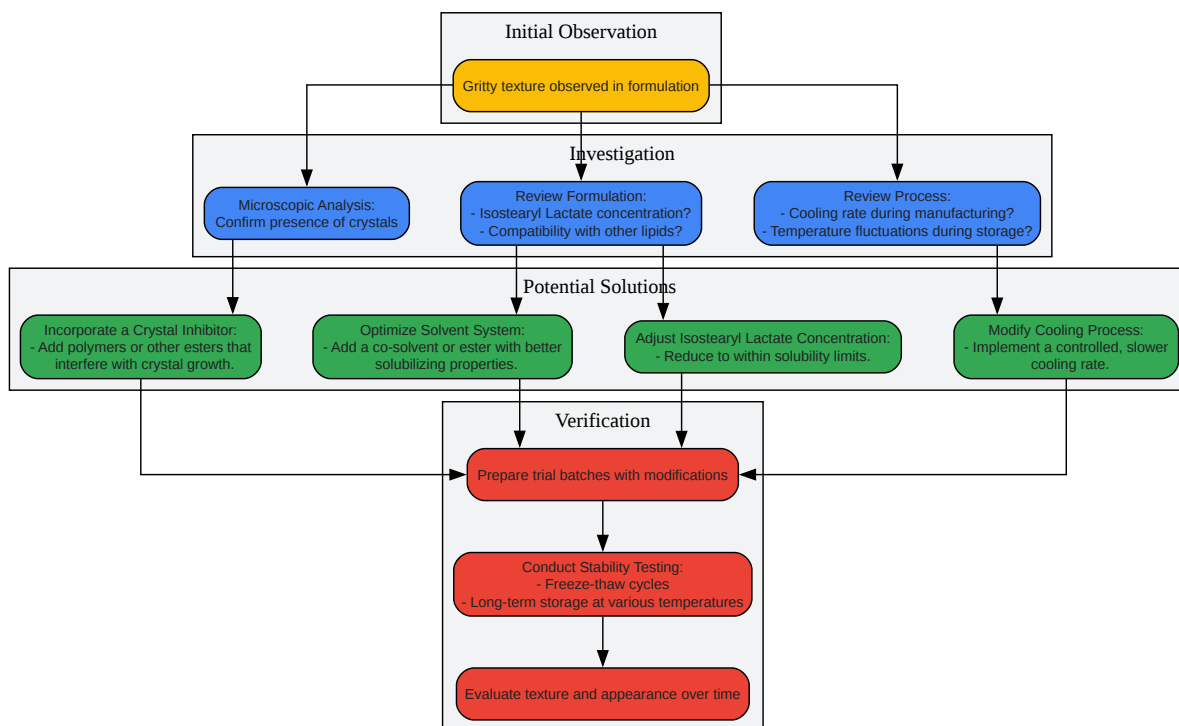 Initial Observation
Gritty texture observed in formulation
Investigation
Microscopic Analysis:
Confirm presence of crystals
Review Formulation:
- Isostearyl Lactate concentration?
- Compatibility with other lipids?
Review Process:
- Cooling rate during manufacturing?
- Temperature fluctuations during storage?
Potential Solutions
Incorporate a Crystal Inhibitor:
- Add polymers or other esters that
interfere with crystal growth.
Optimize Solvent System:
- Add a co-solvent or ester with better
solubilizing properties.
Adjust Isostearyl Lactate Concentration:
- Reduce to within solubility limits.
Modify Cooling Process:
- Implement a controlled, slower
cooling rate.
Verification
Prepare trial batches with modifications
Conduct Stability Testing:
- Freeze-thaw cycles
- Long-term storage at various temperatures
Evaluate texture and appearance over time